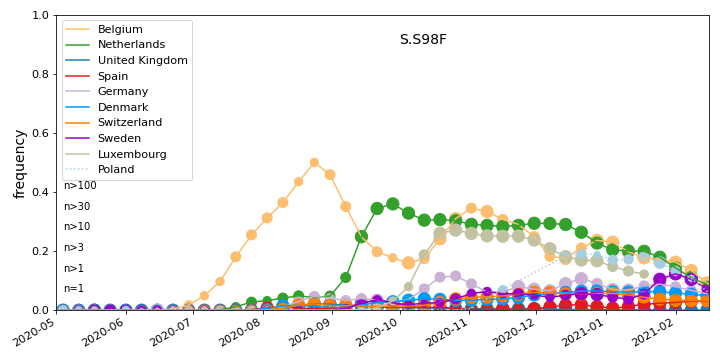 S.S98F
1.0
0.8
0.6
0.4
0.2
0.0
frequency
Belgium
Netherlands
United Kingdom
Spain
Germany
Denmark
Switzerland
Sweden
Luxembourg
Poland
n>100
n>30
n>10
n>3
n>1
n=1
2020-05
2020-06
2020-07
2020-08
2020-09
2020-10
2020-11
2020-12
2021-01
2021-02